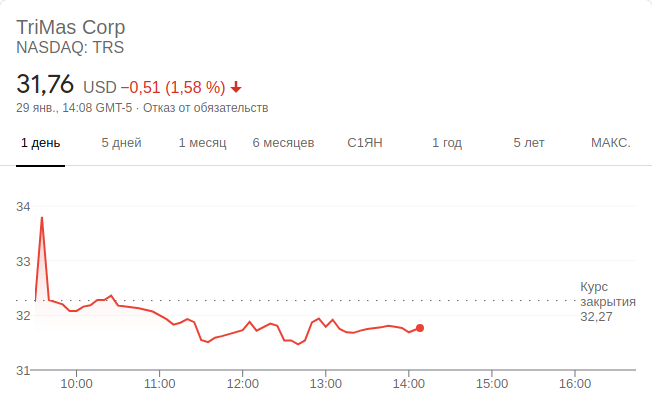 TriMas Corp
NASDAQ: TRS
31,76 USD −0,51 (1,58 %)
29 янв., 14:08 GMT-5 · Отказ от обязательств
1 день 5 дней 1 месяц 6 месяцев С1ЯН 1 год 5 лет МАКС.
34
33
Курс
закрытия
32,27
32
31
10:00 11:00 12:00 13:00 14:00 15:00 16:00